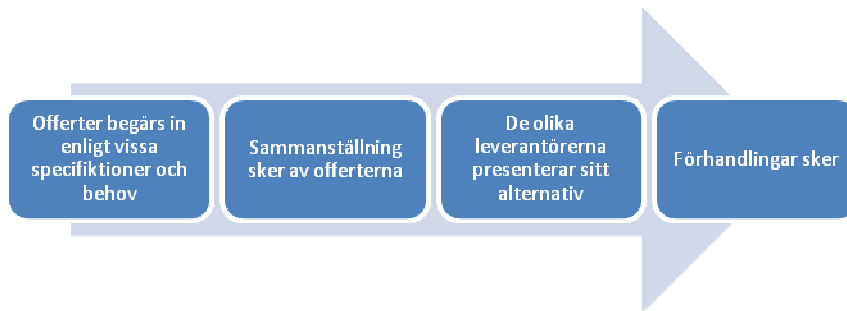 Offerter begärs in
enligt vissa
specifiktioner och
behov
Sammanställning
sker av offerterna
De olika
leverantörerna
presenterar sitt
alternativ
Förhandlingar sker